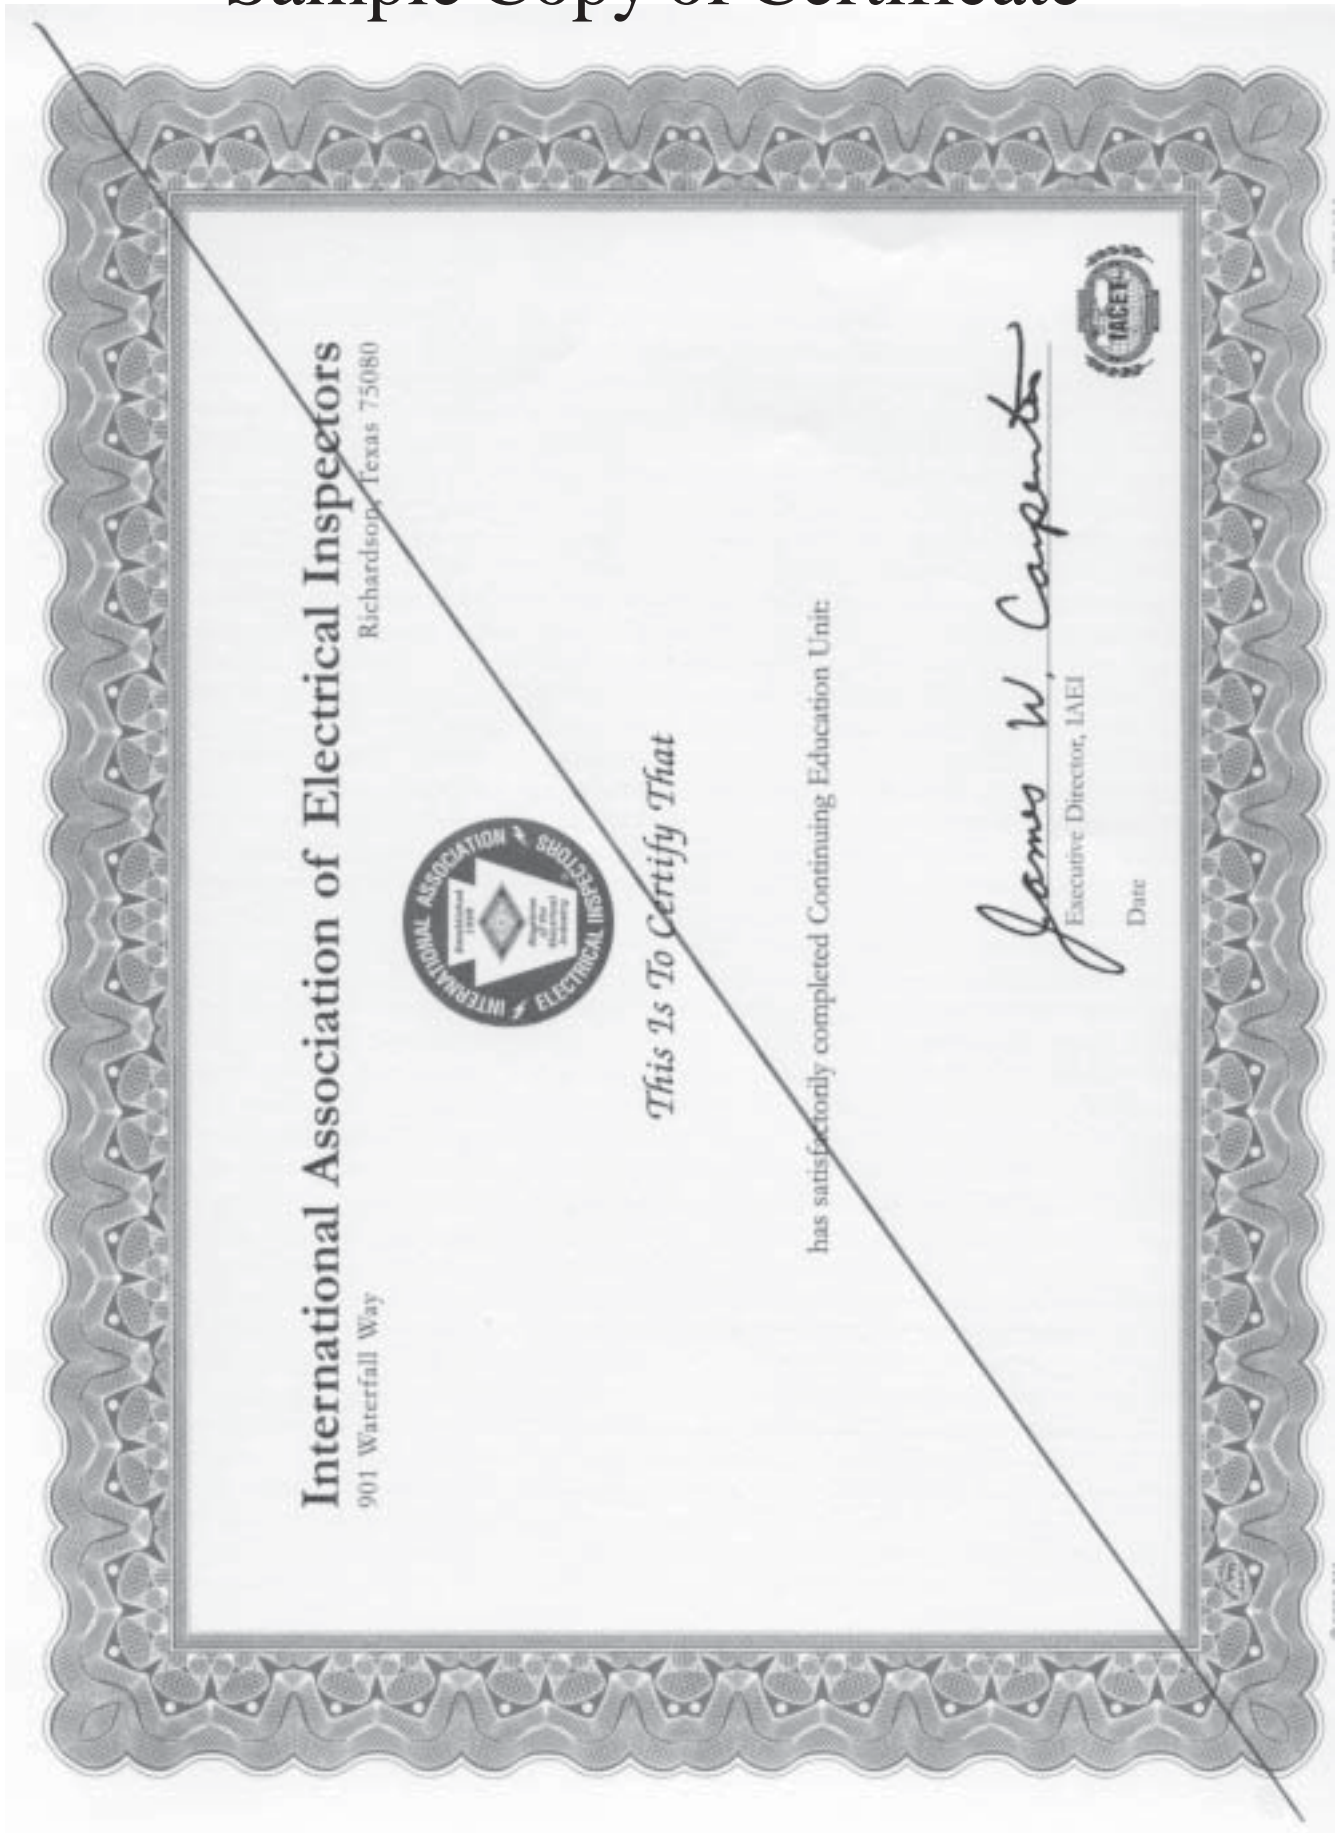 Sample Copy of Certificate
International Association of Electrical Inspectors
901 Waterfall Way
Richardson, Texas 75080
INTERNATIONAL ASSOCIATION
ELECTRICAL INSPECTORS
This Is To Certify That
has satisfactorily completed Continuing Education Unit:
James W. Carpenter
Executive Director, IAEI
Date
IACET